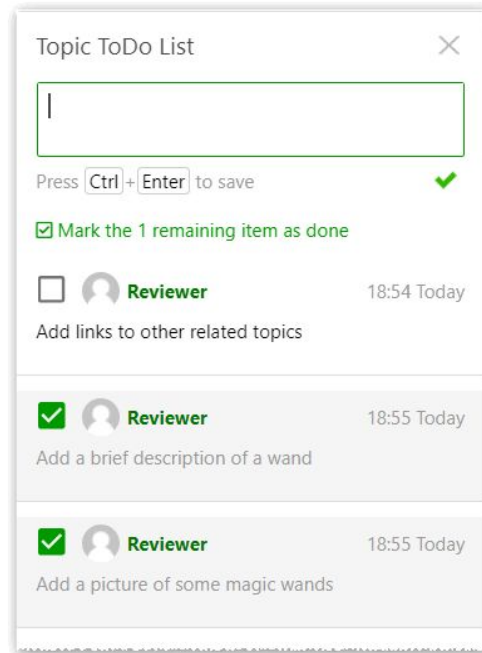 Topic ToDo List
Press Ctrl + Enter to save
Mark the 1 remaining item as done
Reviewer 18:54 Today
Add links to other related topics
Reviewer 18:55 Today
Add a brief description of a wand
Reviewer 18:55 Today
Add a picture of some magic wands